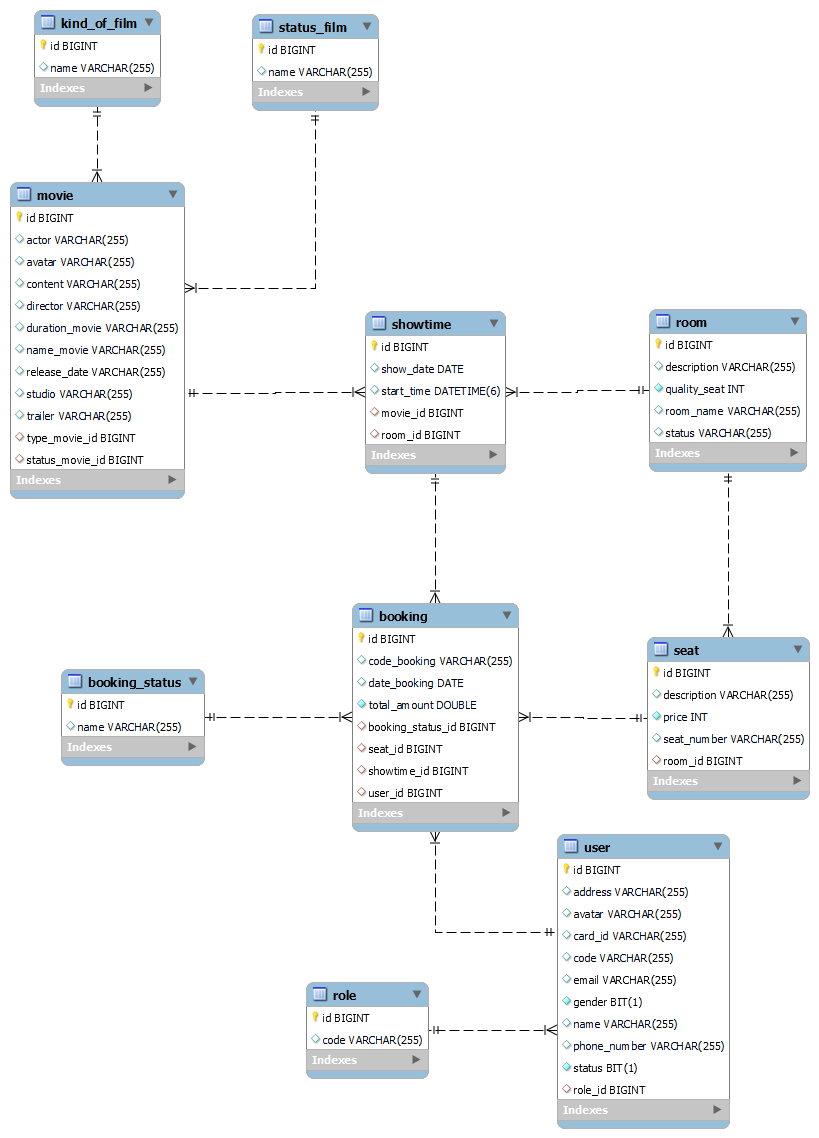 kind_of_film
id BIGINT
name VARCHAR(255)
Indexes
status_film
id BIGINT
name VARCHAR(255)
Indexes
movie
id BIGINT
actor VARCHAR(255)
avatar VARCHAR(255)
content VARCHAR(255)
director VARCHAR(255)
duration_movie VARCHAR(255)
name_movie VARCHAR(255)
release_date VARCHAR(255)
studio VARCHAR(255)
trailer VARCHAR(255)
type_movie_id BIGINT
status_movie_id BIGINT
Indexes
showtime
id BIGINT
show_date DATE
start_time DATETIME(6)
movie_id BIGINT
room_id BIGINT
Indexes
room
id BIGINT
description VARCHAR(255)
quality_seat INT
room_name VARCHAR(255)
status VARCHAR(255)
Indexes
booking
id BIGINT
code_booking VARCHAR(255)
date_booking DATE
total_amount DOUBLE
booking_status_id BIGINT
seat_id BIGINT
showtime_id BIGINT
user_id BIGINT
Indexes
booking_status
id BIGINT
name VARCHAR(255)
Indexes
seat
id BIGINT
description VARCHAR(255)
price INT
seat_number VARCHAR(255)
room_id BIGINT
Indexes
user
id BIGINT
address VARCHAR(255)
avatar VARCHAR(255)
card_id VARCHAR(255)
code VARCHAR(255)
email VARCHAR(255)
gender BIT(1)
name VARCHAR(255)
phone_number VARCHAR(255)
status BIT(1)
role_id BIGINT
Indexes
role
id BIGINT
code VARCHAR(255)
Indexes